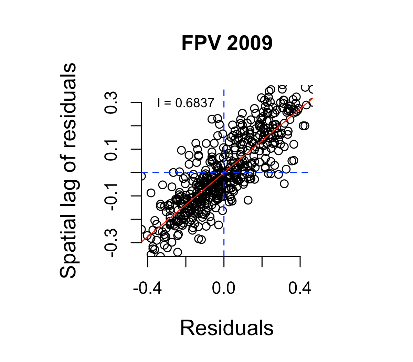 FPV 2009
I = 0.6837
Spatial lag of residuals
0.3
0.1
-0.1
-0.3
-0.4
0.0
0.4
Residuals